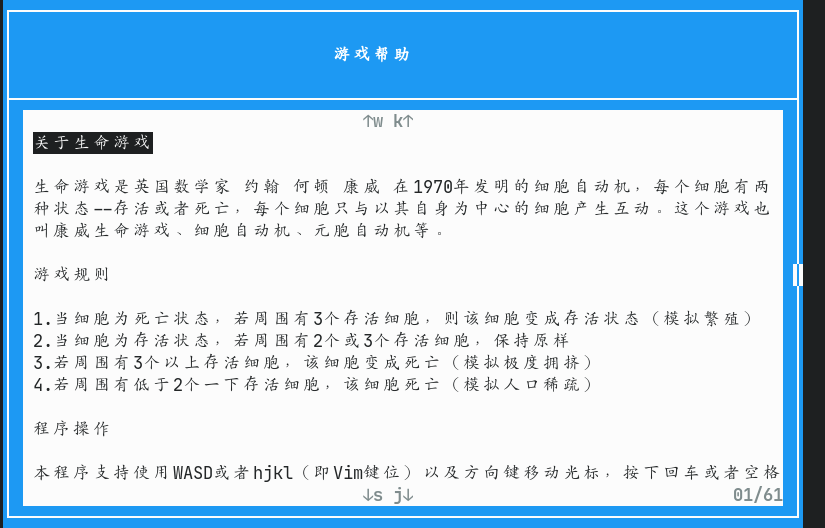 游戏帮助
↑w k↑
关于生命游戏
生命游戏是英国数学家 约翰 何顿 康威 在1970年发明的细胞自动机，每个细胞有两
种状态--存活或者死亡，每个细胞只与以其自身为中心的细胞产生互动。这个游戏也
叫康威生命游戏、细胞自动机、元胞自动机等。
游戏规则
1.当细胞为死亡状态，若周围有3个存活细胞，则该细胞变成存活状态（模拟繁殖）
2.当细胞为存活状态，若周围有2个或3个存活细胞，保持原样
3.若周围有3个以上存活细胞，该细胞变成死亡（模拟极度拥挤）
4.若周围有低于2个一下存活细胞，该细胞死亡（模拟人口稀疏）
程序操作
本程序支持使用WASD或者hjkl（即Vim键位）以及方向键移动光标，按下回车或者空格
↓s j↓
01/61